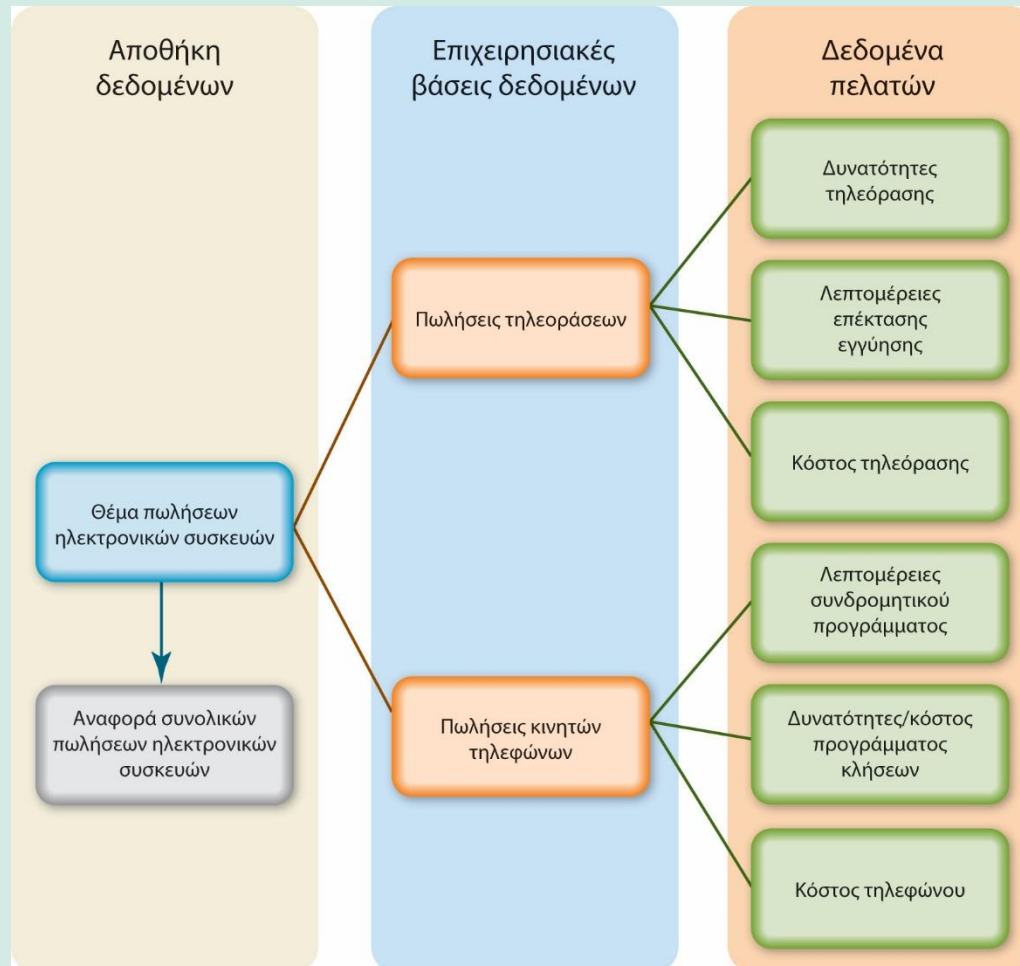 Αποθήκη
δεδομένων
Επιχειρησιακές
βάσεις δεδομένων
Δεδομένα
πελατών
Δυνατότητες
τηλεόρασης
Πωλήσεις τηλεοράσεων
Λεπτομέρειες
επέκτασης
εγγύησης
Κόστος τηλεόρασης
Θέμα πωλήσεων
ηλεκτρονικών συσκευών
Λεπτομέρειες
συνδρομητικού
προγράμματος
Αναφορά συνολικών
πωλήσεων ηλεκτρονικών
συσκευών
Πωλήσεις κινητών
τηλεφώνων
Δυνατότητες/κόστος
προγράμματος
κλήσεων
Κόστος τηλεφώνου